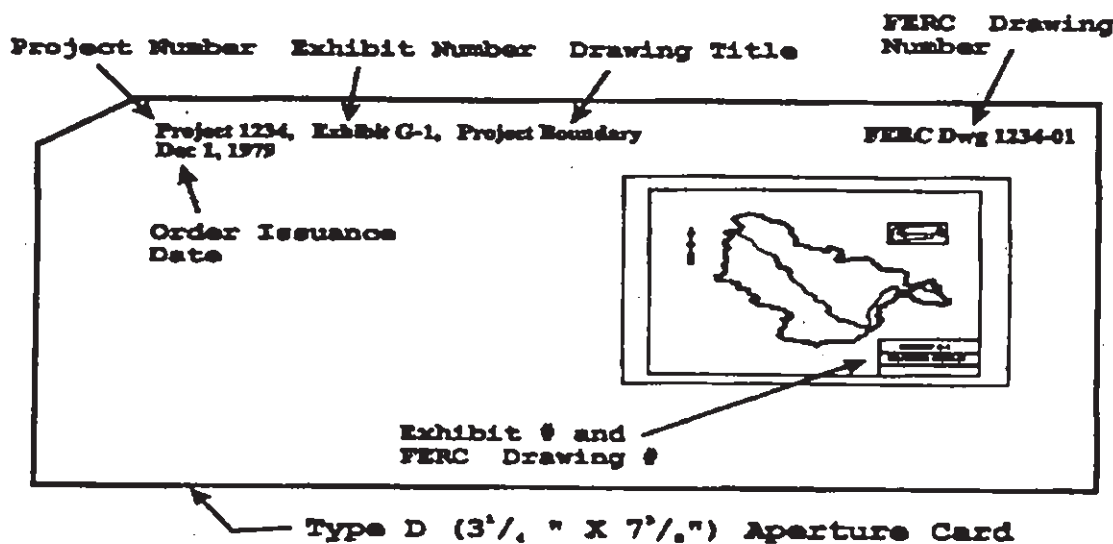 FERC Drawing
Number
Project Number Exhibit Number Drawing Title
Project 1234, Exhibit G-1, Project Boundary
Dec 1, 1979
FERC Dwg 1234-01
Order Issuance
Date
Exhibit # and
FERC Drawing #
Type D (3¹/₄ " X 7³/₈") Aperture Card